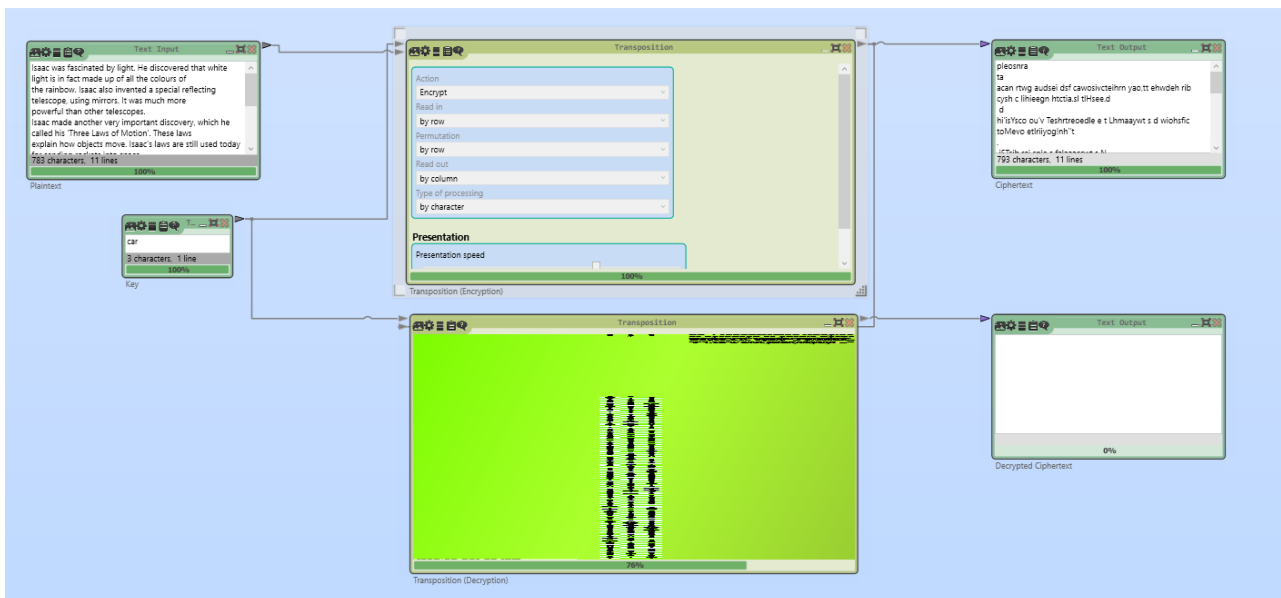 Text Input
Isaac was fascinated by light. He discovered that white
light is in fact made up of all the colours of
the rainbow. Isaac also invented a special reflecting
telescope, using mirrors. It was much more
powerful than other telescopes.
Isaac made another very important discovery, which he
called his 'Three Laws of Motion'. These laws
explain how objects move. Isaac's laws are still used today
783 characters, 11 lines
100%
Plaintext
car
3 characters, 1 line
100%
Key
Transposition
Action
Encrypt
Read in
by row
Permutation
by row
Read out
by column
Type of processing
by character
Presentation
Presentation speed
100%
Transposition (Encryption)
Transposition
76%
Transposition (Decryption)
Text Output
pleosnra
ta
acan rtwg audsei dsf cawosivcteihrn yao,tt ehwdeh rib
cysh c lihieegn htctia.sl tlHsee.d
d
hi'isYsco ou'v Teshrtreoedle e t Lhmaaywt s d wiohsfic
793 characters, 11 lines
100%
Ciphertext
Text Output
0%
Decrypted Ciphertext